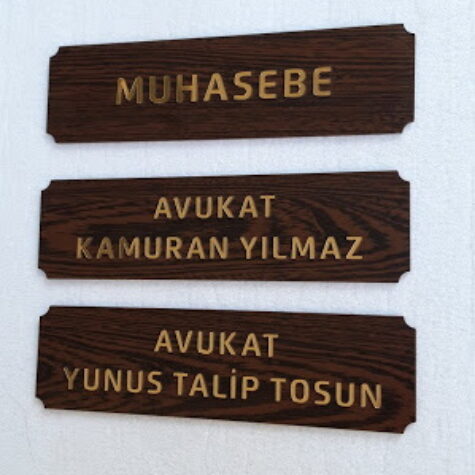 MUHASEBE
AVUKAT
KAMURAN YILMAZ
AVUKAT
YUNUS TALİP TOSUN